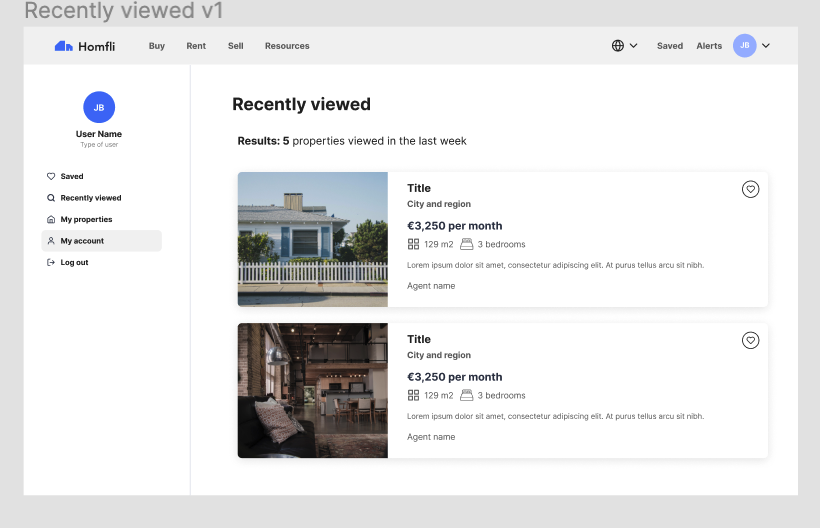 Recently viewed v1
Homfli Buy Rent Sell Resources Saved Alerts JB
JB
User Name
Type of user
Saved
Recently viewed
My properties
My account
Log out
Recently viewed
Results: 5 properties viewed in the last week
Title
City and region
€3,250 per month
129 m2 3 bedrooms
Lorem ipsum dolor sit amet, consectetur adipiscing elit. At purus tellus arcu sit nibh.
Agent name
Title
City and region
€3,250 per month
129 m2 3 bedrooms
Lorem ipsum dolor sit amet, consectetur adipiscing elit. At purus tellus arcu sit nibh.
Agent name